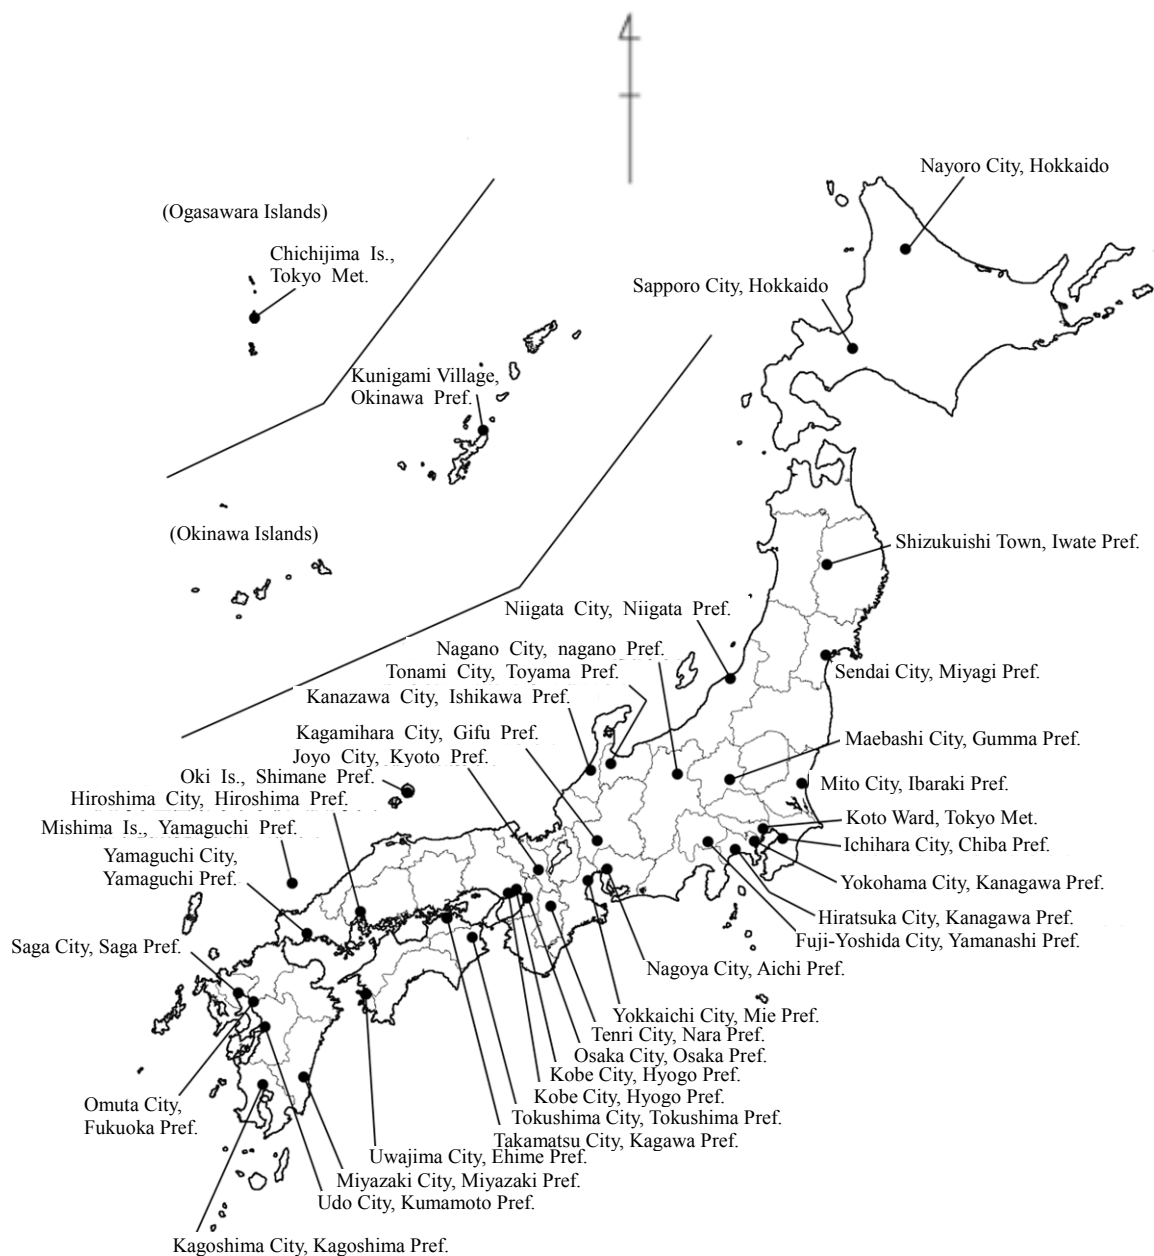 Nayoro City, Hokkaido
(Ogasawara Islands)
Chichijima Is.,
Tokyo Met.
Sapporo City, Hokkaido
Kunigami Village,
Okinawa Pref.
(Okinawa Islands)
Shizukuishi Town, Iwate Pref.
Niigata City, Niigata Pref.
Nagano City, nagano Pref.
Tonami City, Toyama Pref.
Sendai City, Miyagi Pref.
Kanazawa City, Ishikawa Pref.
Kagamihara City, Gifu Pref.
Maebashi City, Gumma Pref.
Joyo City, Kyoto Pref.
Oki Is., Shimane Pref.
Mito City, Ibaraki Pref.
Hiroshima City, Hiroshima Pref.
Koto Ward, Tokyo Met.
Mishima Is., Yamaguchi Pref.
Ichihara City, Chiba Pref.
Yamaguchi City,
Yamaguchi Pref.
Yokohama City, Kanagawa Pref.
Hiratsuka City, Kanagawa Pref.
Fuji-Yoshida City, Yamanashi Pref.
Saga City, Saga Pref.
Nagoya City, Aichi Pref.
Yokkaichi City, Mie Pref.
Tenri City, Nara Pref.
Osaka City, Osaka Pref.
Kobe City, Hyogo Pref.
Kobe City, Hyogo Pref.
Omuta City,
Fukuoka Pref.
Tokushima City, Tokushima Pref.
Takamatsu City, Kagawa Pref.
Uwajima City, Ehime Pref.
Miyazaki City, Miyazaki Pref.
Udo City, Kumamoto Pref.
Kagoshima City, Kagoshima Pref.